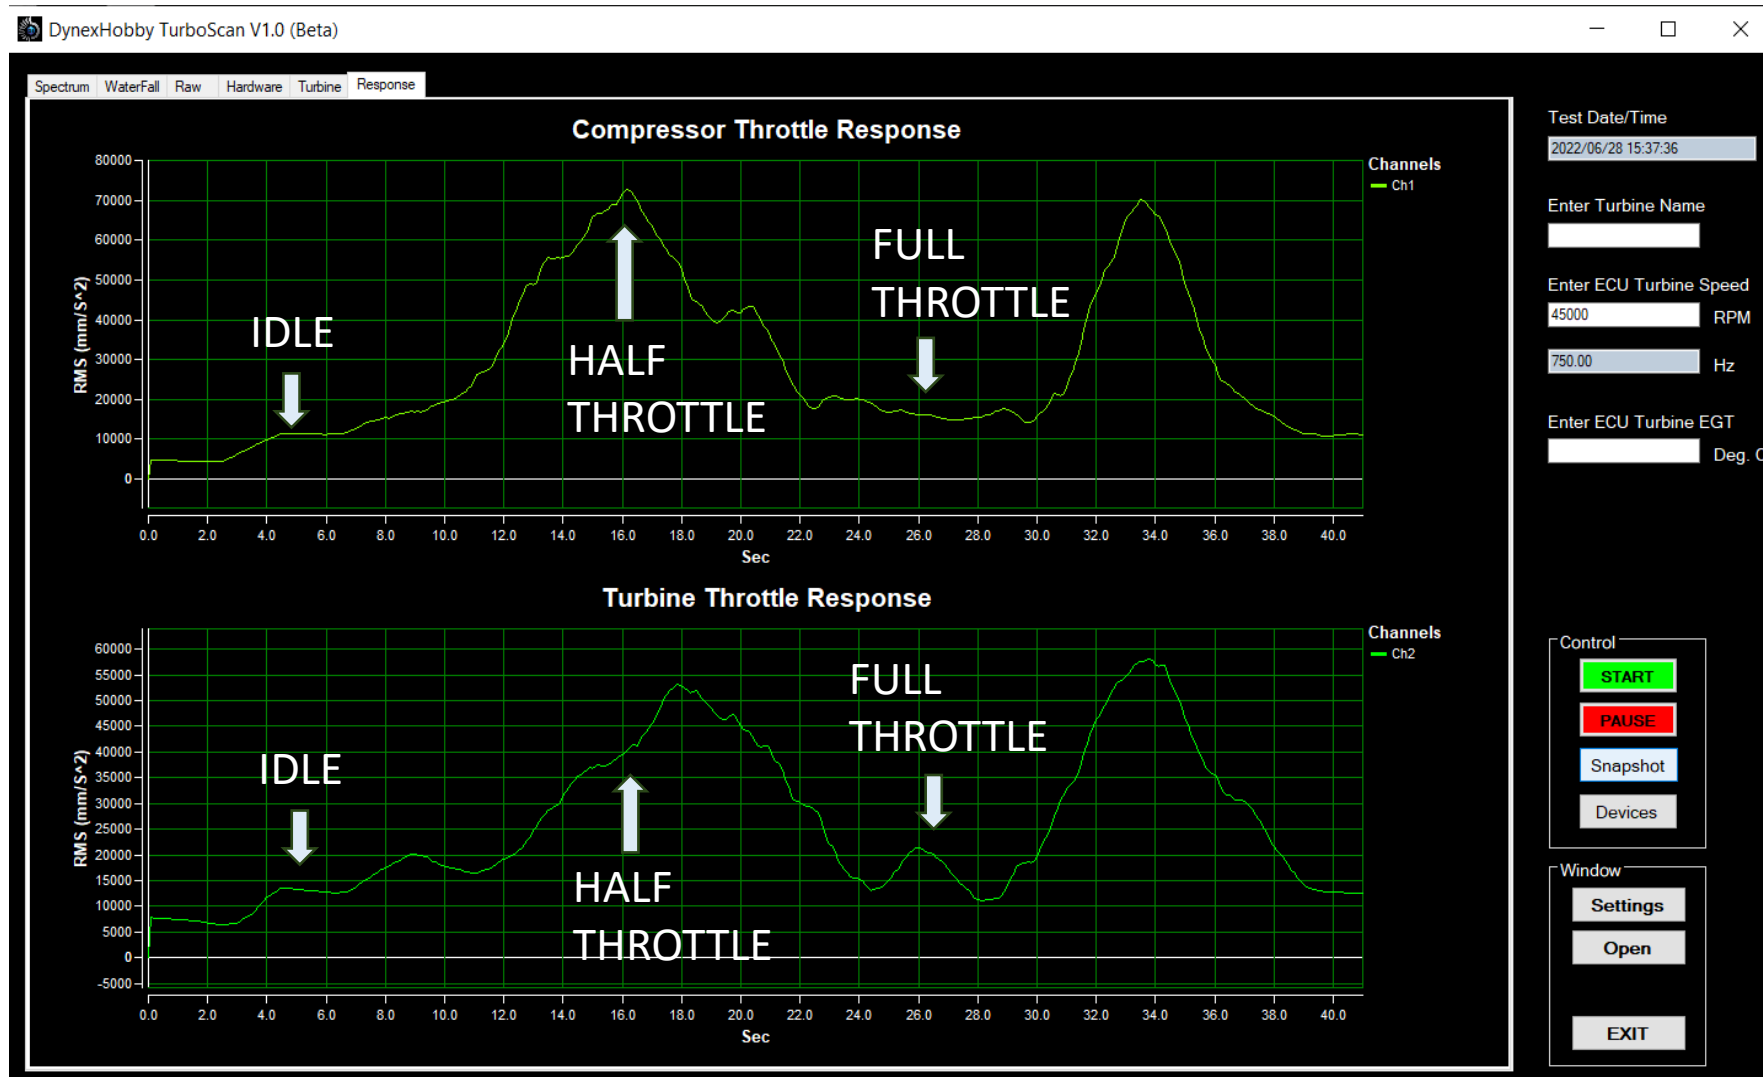 DynexHobby TurboScan V1.0 (Beta)
Spectrum WaterFall Raw Hardware Turbine Response
Compressor Throttle Response
80000
70000
60000
50000
40000
30000
20000
10000
0
RMS (mm/S^2)
IDLE
HALF
THROTTLE
FULL
THROTTLE
Channels
Ch1
0.0 2.0 4.0 6.0 8.0 10.0 12.0 14.0 16.0 18.0 20.0 22.0 24.0 26.0 28.0 30.0 32.0 34.0 36.0 38.0 40.0
Sec
Turbine Throttle Response
60000
55000
50000
45000
40000
35000
30000
25000
20000
15000
10000
5000
0
-5000
RMS (mm/S^2)
IDLE
HALF
THROTTLE
FULL
THROTTLE
Channels
Ch2
0.0 2.0 4.0 6.0 8.0 10.0 12.0 14.0 16.0 18.0 20.0 22.0 24.0 26.0 28.0 30.0 32.0 34.0 36.0 38.0 40.0
Sec
Test Date/Time
2022/06/28 15:37:36
Enter Turbine Name
Enter ECU Turbine Speed
45000 RPM
750.00 Hz
Enter ECU Turbine EGT
Deg. C
Control
START
PAUSE
Snapshot
Devices
Window
Settings
Open
EXIT